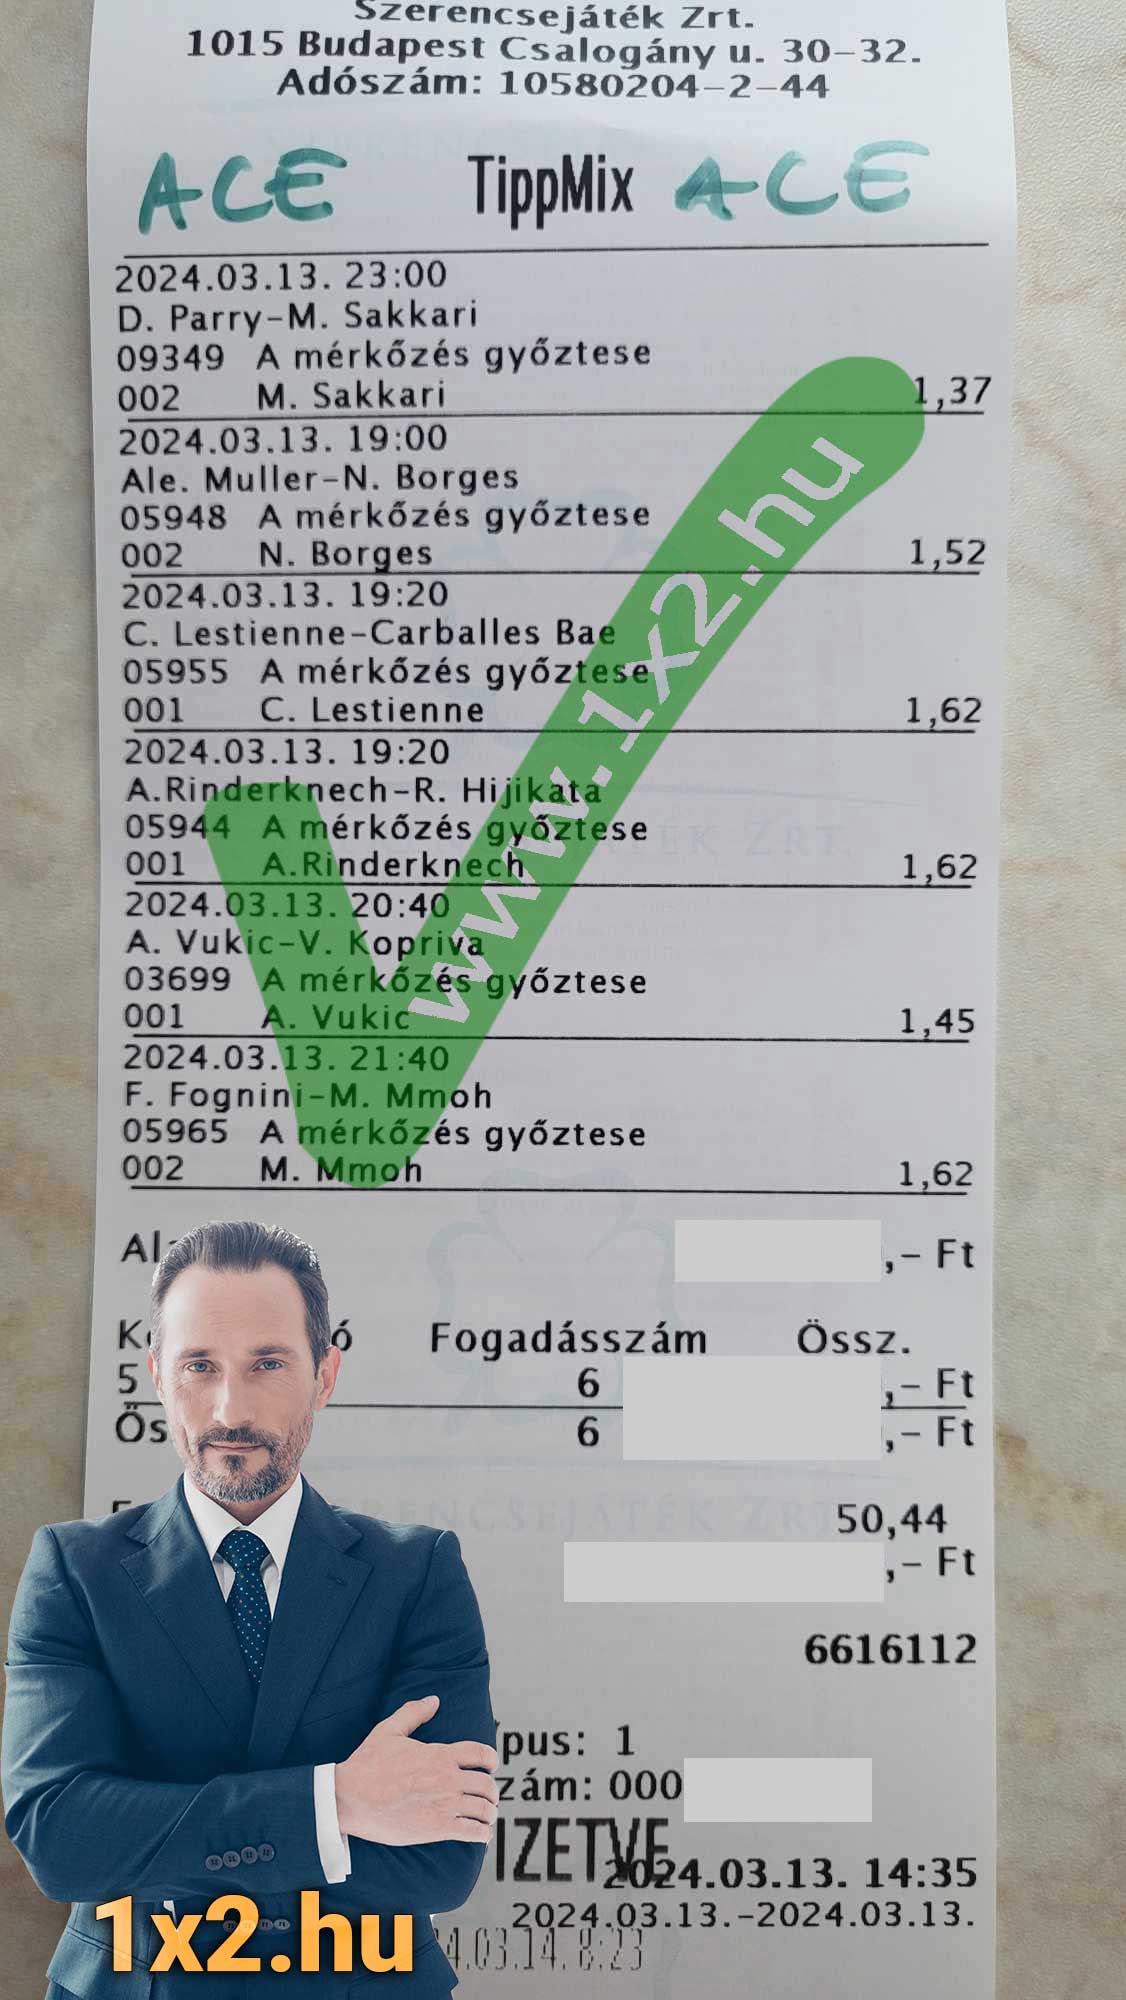 Szerencsejáték Zrt.
1015 Budapest Csalogány u. 30-32.
Adószám: 10580204-2-44
ACE TippMix ACE
2024.03.13. 23:00
D. Parry-M. Sakkari
09349 A mérkőzés győztese
002 M. Sakkari 1,37
2024.03.13. 19:00
Ale. Muller-N. Borges
05948 A mérkőzés győztese
002 N. Borges 1,52
2024.03.13. 19:20
C. Lestienne-Carballes Bae
05955 A mérkőzés győztese
001 C. Lestienne 1,62
2024.03.13. 19:20
A.Rinderknech-R. Hijikata
05944 A mérkőzés győztese
001 A.Rinderknech 1,62
2024.03.13. 20:40
A. Vukic-V. Kopriva
03699 A mérkőzés győztese
001 A. Vukic 1,45
2024.03.13. 21:40
F. Fognini-M. Mmoh
05965 A mérkőzés győztese
002 M. Mmoh 1,62
www.1x2.hu
,- Ft
Fogadásszám Össz.
5 6 ,- Ft
6 ,- Ft
50,44
,- Ft
6616112
pus: 1
zám: 000
IZETVE
2024.03.13. 14:35
2024.03.13.-2024.03.13.
4.03.14. 8:23
1x2.hu